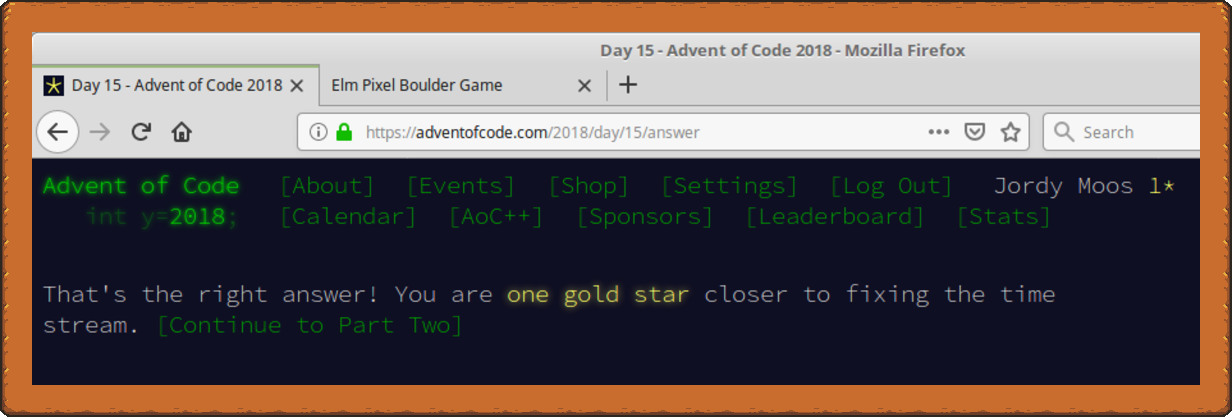 Day 15 - Advent of Code 2018 - Mozilla Firefox
Day 15 - Advent of Code 2018 Elm Pixel Boulder Game
https://adventofcode.com/2018/day/15/answer Search
Advent of Code [About] [Events] [Shop] [Settings] [Log Out] Jordy Moos 1*
int y=2018; [Calendar] [AoC++] [Sponsors] [Leaderboard] [Stats]
That's the right answer! You are one gold star closer to fixing the time
stream. [Continue to Part Two]